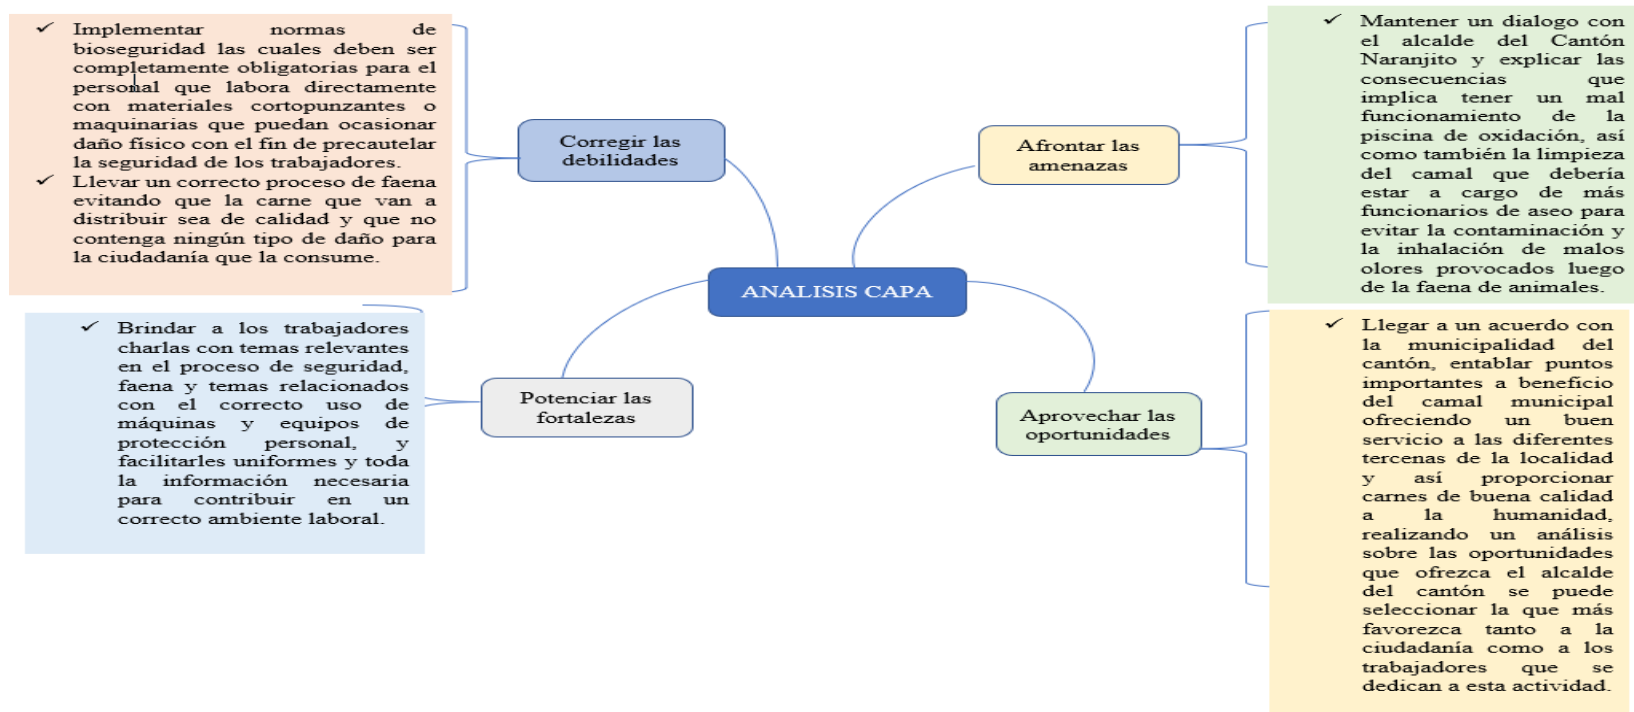 Implementar normas de
bioseguridad las cuales deben ser
completamente obligatorias para el
personal que labora directamente
con materiales cortopunzantes o
maquinarias que puedan ocasionar
daño físico con el fin de precautelar
la seguridad de los trabajadores.
Llevar un correcto proceso de faena
evitando que la carne que van a
distribuir sea de calidad y que no
contenga ningún tipo de daño para
la ciudadanía que la consume.
Corregir las
debilidades
Afrontar las
amenazas
Mantener un dialogo con
el alcalde del Cantón
Naranjito y explicar las
consecuencias que
implica tener un mal
funcionamiento de la
piscina de oxidación, así
como también la limpieza
del camal que debería
estar a cargo de más
funcionarios de aseo para
evitar la contaminación y
la inhalación de malos
olores provocados luego
de la faena de animales.
ANALISIS CAPA
Brindar a los trabajadores
charlas con temas relevantes
en el proceso de seguridad,
faena y temas relacionados
con el correcto uso de
máquinas y equipos de
protección personal, y
facilitarles uniformes y toda
la información necesaria
para contribuir en un
correcto ambiente laboral.
Potenciar las
fortalezas
Aprovechar las
oportunidades
Llegar a un acuerdo con
la municipalidad del
cantón, entablar puntos
importantes a beneficio
del camal municipal
ofreciendo un buen
servicio a las diferentes
tercenas de la localidad
y así proporcionar
carnes de buena calidad
a la humanidad,
realizando un análisis
sobre las oportunidades
que ofrezca el alcalde
del cantón se puede
seleccionar la que más
favorezca tanto a la
ciudadanía como a los
trabajadores que se
dedican a esta actividad.